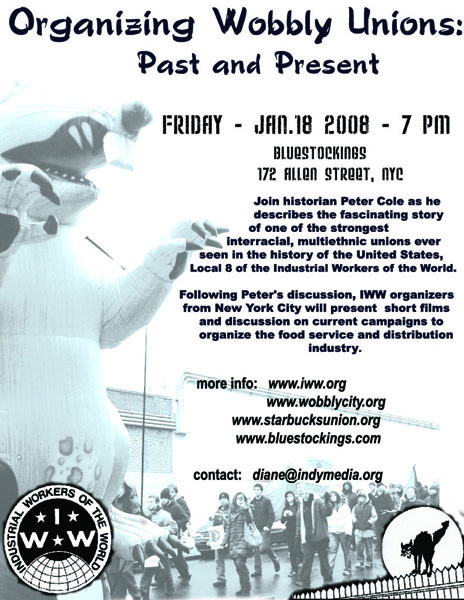 Organizing Wobbly Unions:
Past and Present
FRIDAY - JAN.18 2008 - 7 PM
BLUESTOCKINGS
172 ALLEN STREET, NYC
Join historian Peter Cole as he
describes the fascinating story
of one of the strongest
interracial, multiethnic unions ever
seen in the history of the United States,
Local 8 of the Industrial Workers of the World.
Following Peter's discussion, IWW organizers
from New York City will present short films
and discussion on current campaigns to
organize the food service and distribution
industry.
more info: www.iww.org
www.wobblycity.org
www.starbucksunion.org
www.bluestockings.com
contact: diane@indymedia.org
INDUSTRIAL WORKERS OF THE WORLD
I
W W